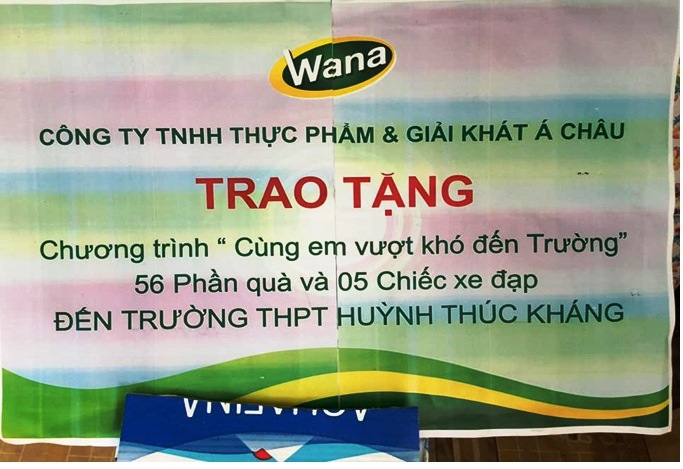 Wana
CÔNG TY TNHH THỰC PHẨM & GIẢI KHÁT Á CHÂU
TRAO TẶNG
Chương trình “ Cùng em vượt khó đến Trường”
56 Phần quà và 05 Chiếc xe đạp
ĐẾN TRƯỜNG THPT HUỲNH THÚC KHÁNG
AQUAFINA